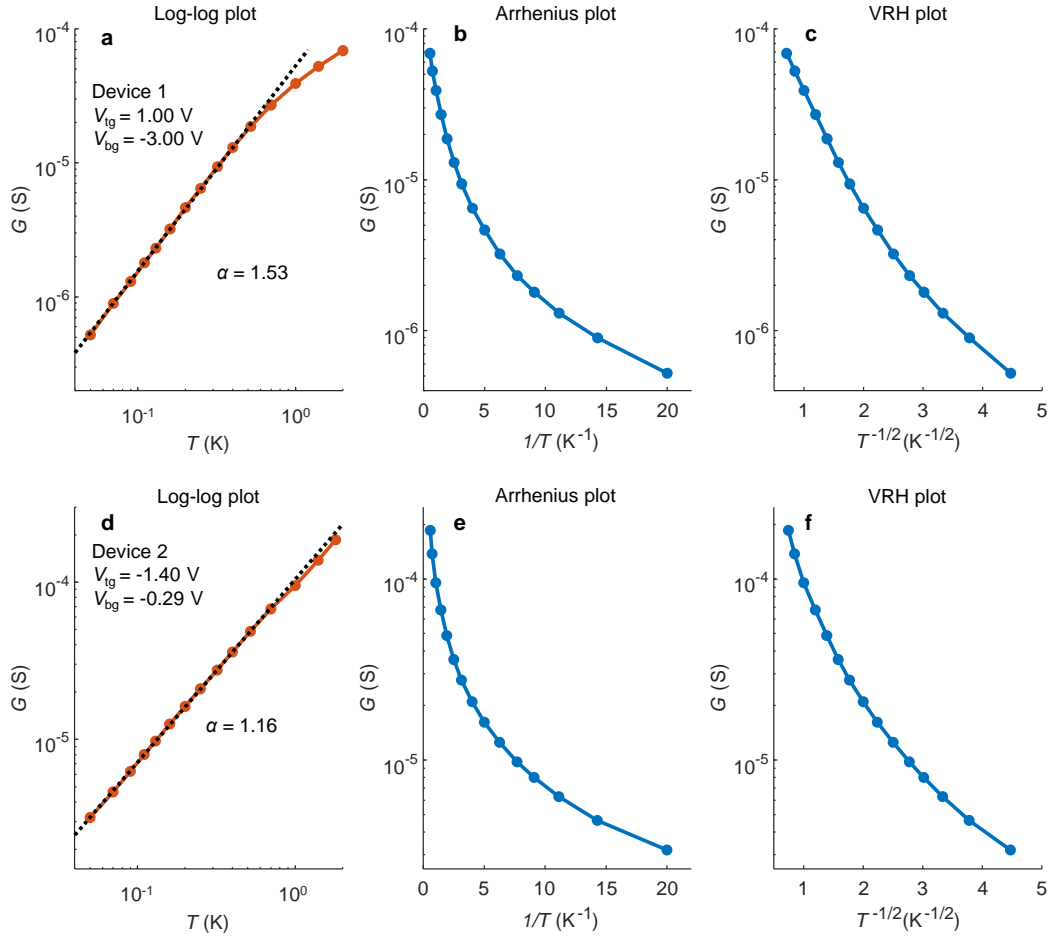 Log-log plot
Arrhenius plot
VRH plot
a
b
c
Device 1
V_tg = 1.00 V
V_bg = -3.00 V
α = 1.53
10^-4
10^-5
10^-6
G (S)
10^-1
10^0
T (K)
10^-5
10^-6
G (S)
0
5
10
15
20
1/T (K^-1)
10^-4
10^-5
10^-6
G (S)
1
2
3
4
5
T^-1/2(K^-1/2)
Log-log plot
Arrhenius plot
VRH plot
d
e
f
Device 2
V_tg = -1.40 V
V_bg = -0.29 V
α = 1.16
10^-4
10^-5
G (S)
10^-1
10^0
T (K)
10^-4
10^-5
G (S)
0
5
10
15
20
1/T (K^-1)
10^-4
10^-5
G (S)
1
2
3
4
5
T^-1/2(K^-1/2)